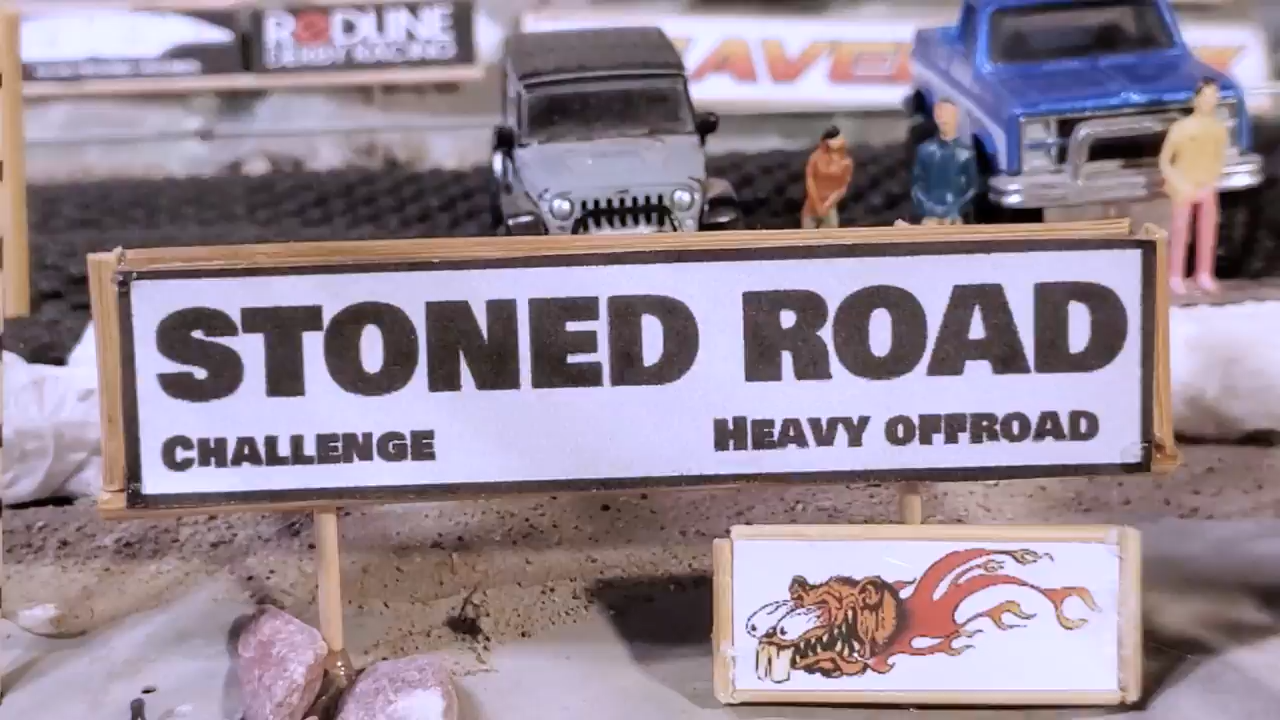 REDLINE
DERBY RACING
STONED ROAD
CHALLENGE
HEAVY OFFROAD